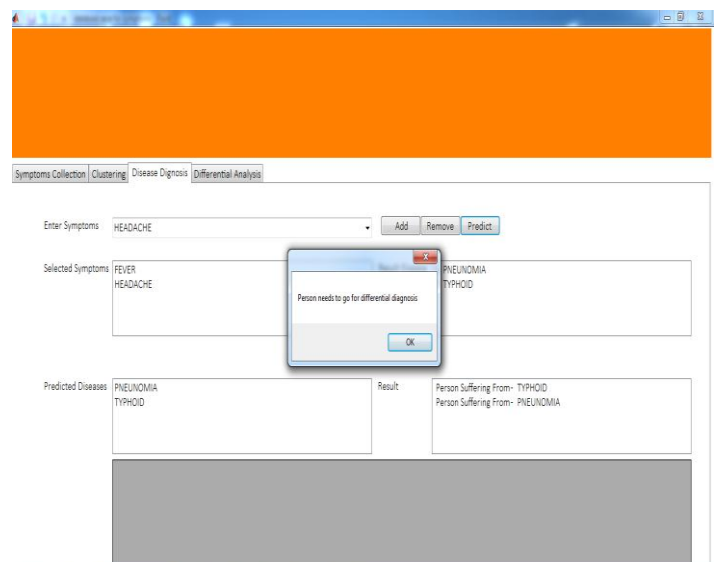 Symptoms Collection Clustering Disease Dignosis Differential Analysis
Enter Symptoms HEADACHE Add Remove Predict
Selected Symptoms FEVER PNEUMONIA
HEADACHE TYPHOID
Person needs to go for differential diagnosis
OK
Predicted Diseases PNEUNOMIA Result Person Suffering From- TYPHOID
TYPHOID Person Suffering From- PNEUNOMIA